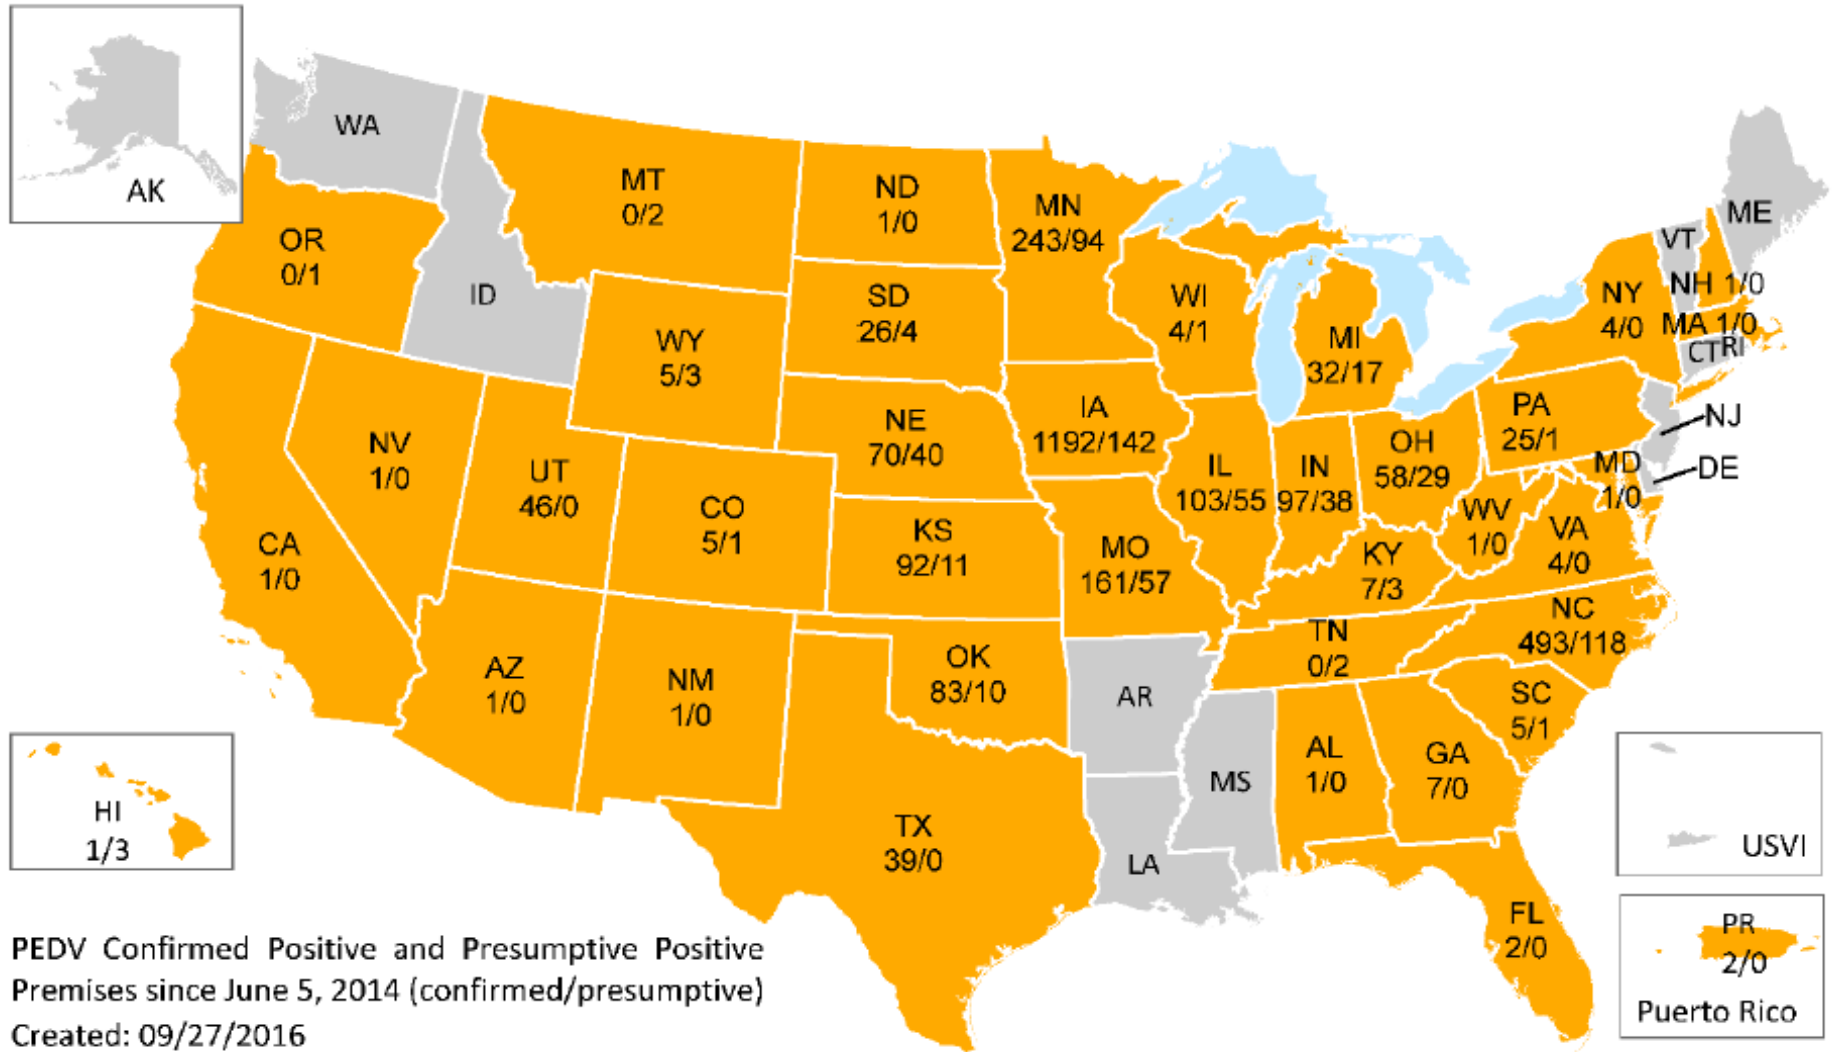 AK
WA
MT
0/2
ND
1/0
MN
243/94
ME
VT
OR
0/1
ID
SD
26/4
WI
4/1
MI
32/17
NY
4/0
NH 1/0
MA 1/0
CT
RI
WY
5/3
NE
70/40
IA
1192/142
PA
25/1
NJ
DE
MD
1/0
NV
1/0
UT
46/0
CO
5/1
KS
92/11
MO
161/57
IL
103/55
IN
97/38
OH
58/29
WV
1/0
VA
4/0
KY
7/3
CA
1/0
AZ
1/0
NM
1/0
OK
83/10
AR
TN
0/2
NC
493/118
SC
5/1
MS
AL
1/0
GA
7/0
HI
1/3
TX
39/0
LA
FL
2/0
USVI
PR
2/0
Puerto Rico
PEDV Confirmed Positive and Presumptive Positive
Premises since June 5, 2014 (confirmed/presumptive)
Created: 09/27/2016